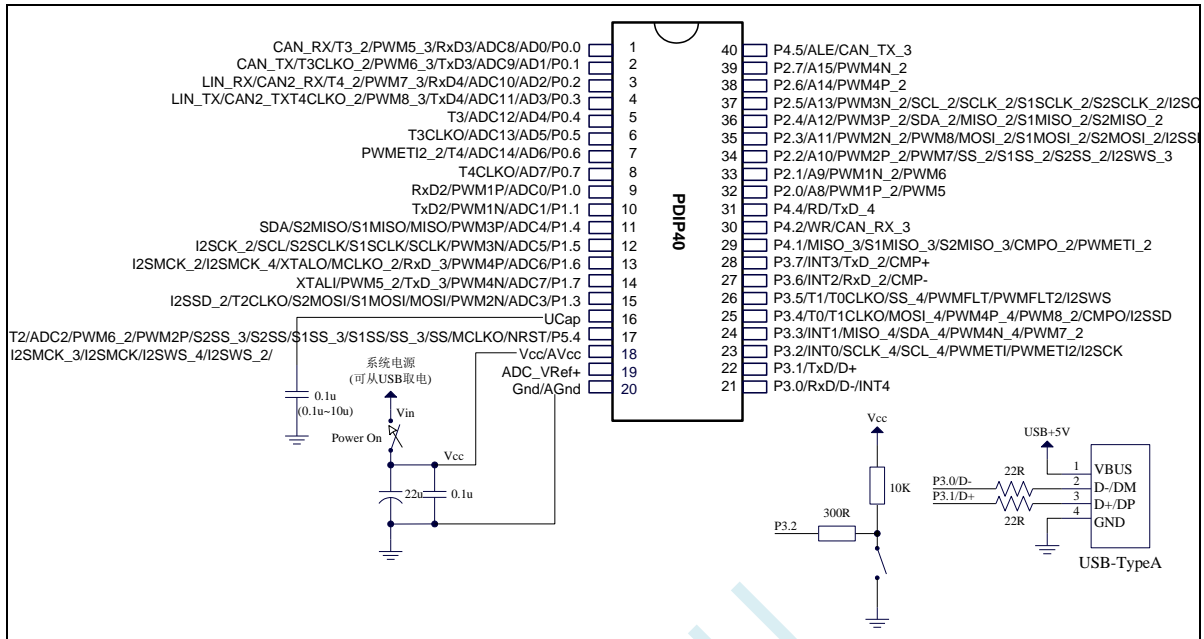 CAN_RX/T3_2/PWM5_3/RxD3/ADC8/AD0/P0.0
CAN_TX/T3CLKO_2/PWM6_3/TxD3/ADC9/AD1/P0.1
LIN_RX/CAN2_RX/T4_2/PWM7_3/RxD4/ADC10/AD2/P0.2
LIN_TX/CAN2_TXT4CLKO_2/PWM8_3/TxD4/ADC11/AD3/P0.3
T3/ADC12/AD4/P0.4
T3CLKO/ADC13/AD5/P0.5
PWMETI2_2/T4/ADC14/AD6/P0.6
T4CLKO/AD7/P0.7
RxD2/PWM1P/ADC0/P1.0
TxD2/PWM1N/ADC1/P1.1
SDA/S2MISO/S1MISO/MISO/PWM3P/ADC4/P1.4
I2SCK_2/SCL/S2SCLK/S1SCLK/SCLK/PWM3N/ADC5/P1.5
I2SMCK_2/I2SMCK_4/XTALO/MCLKO_2/RxD_3/PWM4P/ADC6/P1.6
XTALI/PWM5_2/TxD_3/PWM4N/ADC7/P1.7
I2SSD_2/T2CLKO/S2MOSI/S1MOSI/MOSI/PWM2N/ADC3/P1.3
UCap
T2/ADC2/PWM6_2/PWM2P/S2SS_3/S2SS/S1SS_3/S1SS/SS_3/SS/MCLKO/NRST/P5.4
I2SMCK_3/I2SMCK/I2SWS_4/I2SWS_2/
Vcc/AVcc
ADC_VRef+
Gnd/AGnd
1
2
3
4
5
6
7
8
9
10
11
12
13
14
15
16
17
18
19
20
PDIP40
40
39
38
37
36
35
34
33
32
31
30
29
28
27
26
25
24
23
22
21
P4.5/ALE/CAN_TX_3
P2.7/A15/PWM4N_2
P2.6/A14/PWM4P_2
P2.5/A13/PWM3N_2/SCL_2/SCLK_2/S1SCLK_2/S2SCLK_2/I2SC
P2.4/A12/PWM3P_2/SDA_2/MISO_2/S1MISO_2/S2MISO_2
P2.3/A11/PWM2N_2/PWM8/MOSI_2/S1MOSI_2/S2MOSI_2/I2SSI
P2.2/A10/PWM2P_2/PWM7/SS_2/S1SS_2/S2SS_2/I2SWS_3
P2.1/A9/PWM1N_2/PWM6
P2.0/A8/PWM1P_2/PWM5
P4.4/RD/TxD_4
P4.2/WR/CAN_RX_3
P4.1/MISO_3/S1MISO_3/S2MISO_3/CMPO_2/PWMETI_2
P3.7/INT3/TxD_2/CMP+
P3.6/INT2/RxD_2/CMP-
P3.5/T1/T0CLKO/SS_4/PWMFLT/PWMFLT2/I2SWS
P3.4/T0/T1CLKO/MOSI_4/PWM4P_4/PWM8_2/CMPO/I2SSD
P3.3/INT1/MISO_4/SDA_4/PWM4N_4/PWM7_2
P3.2/INT0/SCLK_4/SCL_4/PWMETI/PWMETI2/I2SCK
P3.1/TxD/D+
P3.0/RxD/D-/INT4
0.1u
(0.1u~10u)
系统电源
(可从USB取电)
Vin
Power On
Vcc
22u
0.1u
Vcc
10K
P3.2
300R
USB+5V
P3.0/D-
P3.1/D+
22R
22R
1
2
3
4
VBUS
D-/DM
D+/DP
GND
USB-TypeA